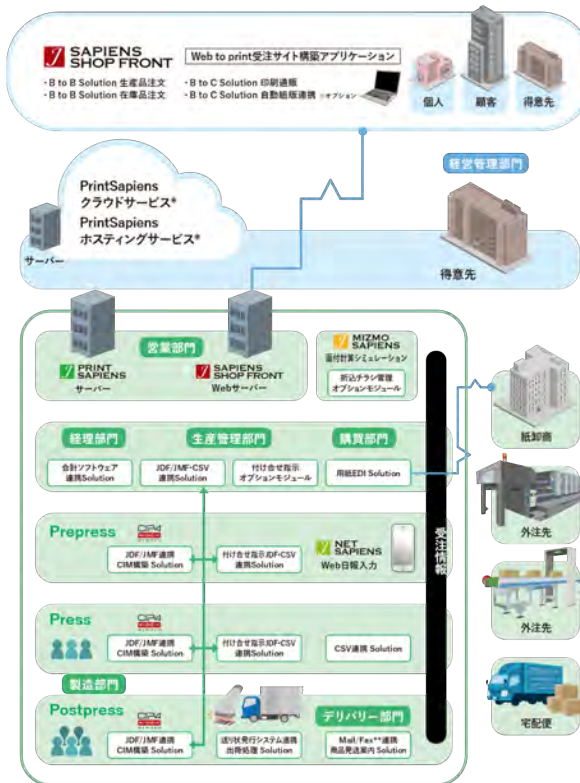 SAPIENS
SHOP FRONT
Web to print受注サイト構築アプリケーション
・B to B Solution 生産品注文
・B to C Solution 印刷通販
・B to B Solution 在庫品注文
・B to C Solution 自動組版連携 ※オプション
個人
顧客
得意先
PrintSapiens
クラウドサービス*
PrintSapiens
ホスティングサービス*
サーバー
経営管理部門
得意先
営業部門
PRINT
SAPIENS
サーバー
SAPIENS
SHOP FRONT
Webサーバー
MIZMO
SAPIENS
面付計算シミュレーション
折込チラシ管理
オプションモジュール
経理部門
生産管理部門
購買部門
会計ソフトウェア
連携Solution
JDF/JMF・CSV
連携Solution
付け合せ指示
オプションモジュール
用紙EDI Solution
受注情報
紙卸商
外注先
外注先
宅配便
Prepress
CIP4
JDF/JMF連携
CIM構築 Solution
付け合せ指示JDF・CSV
連携Solution
NET
SAPIENS
Web日報入力
Press
CIP4
JDF/JMF連携
CIM構築 Solution
付け合せ指示JDF・CSV
連携Solution
CSV連携 Solution
製造部門
Postpress
CIP4
JDF/JMF連携
CIM構築 Solution
送り状発行システム連携
出荷処理 Solution
デリバリー部門
Mail/Fax**連携
商品発送案内 Solution